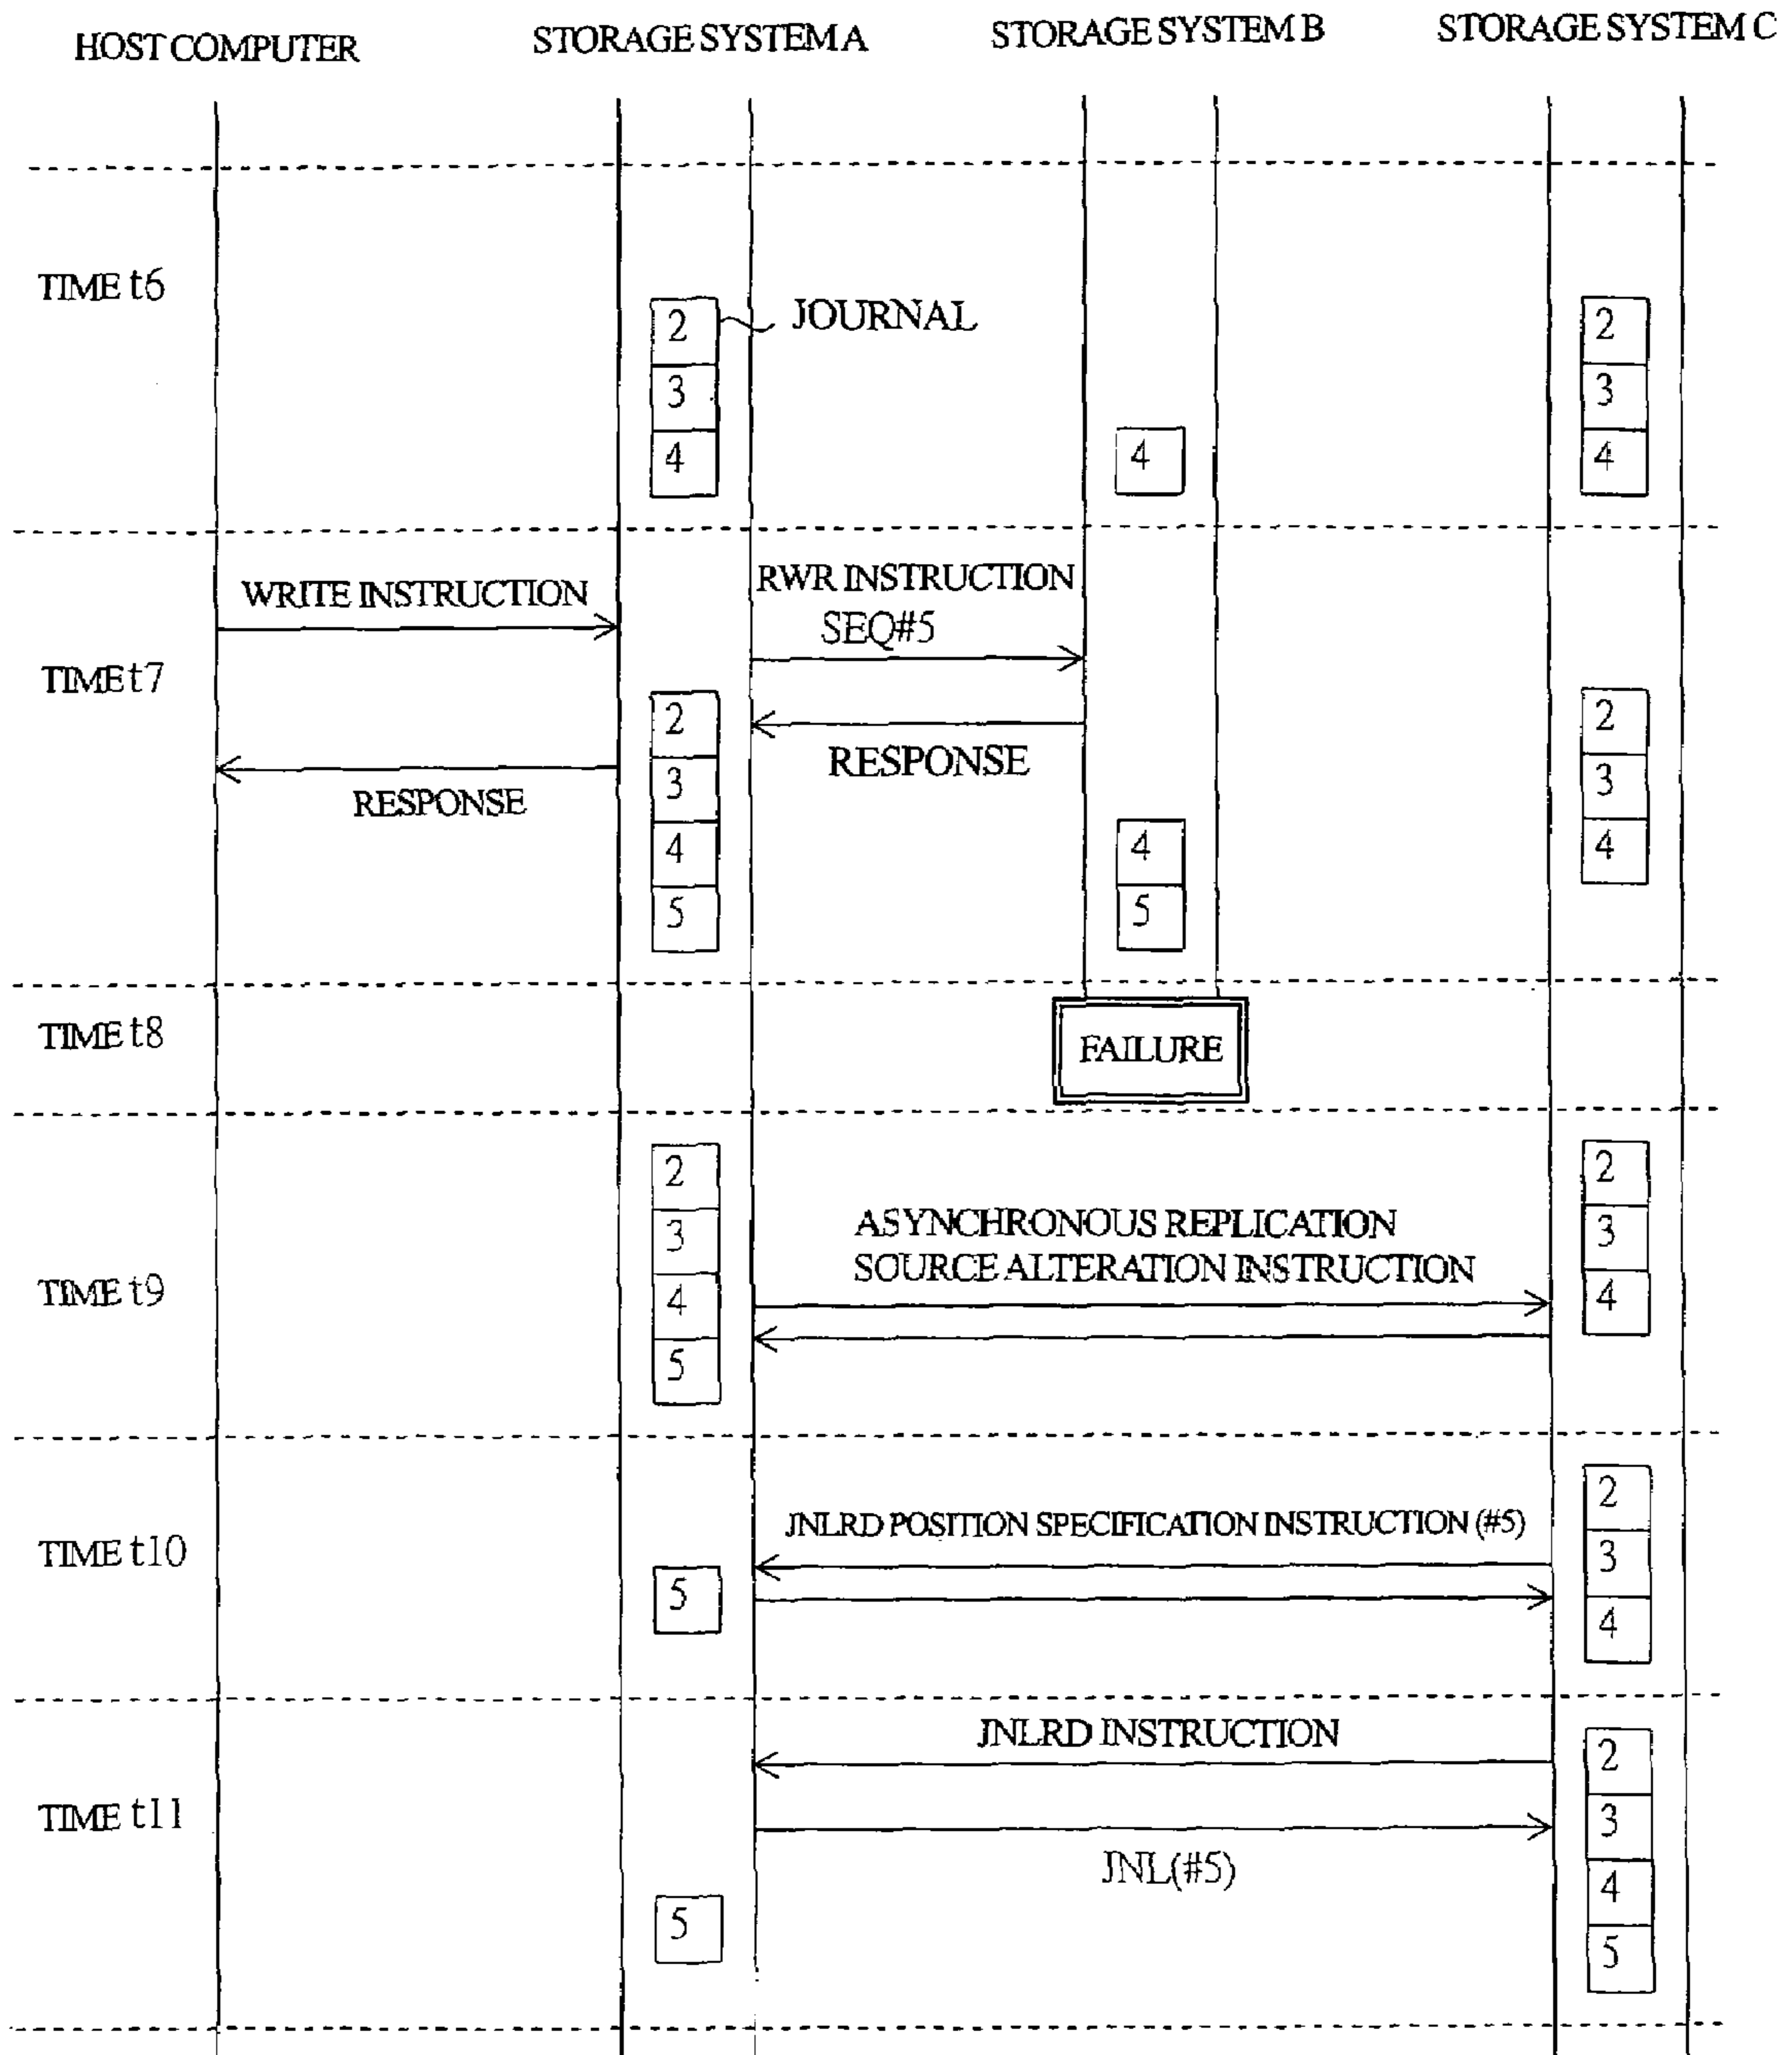 HOST COMPUTER STORAGE SYSTEM A STORAGE SYSTEM B STORAGE SYSTEM C
TIME t6
2 JOURNAL 2
3 3
4 4 4
WRITE INSTRUCTION RWR INSTRUCTION
SEQ#5
TIME t7
2 2
RESPONSE
3 3
RESPONSE
4 4 4
5 5
TIME t8 FAILURE
2 2
ASYNCHRONOUS REPLICATION
3 3
SOURCE ALTERATION INSTRUCTION
TIME t9
4 4
5
2
JNLRD POSITION SPECIFICATION INSTRUCTION (#5)
TIME t10 3
5
4
JNLRD INSTRUCTION
2
TIME t11 3
JNL(#5)
4
5
5